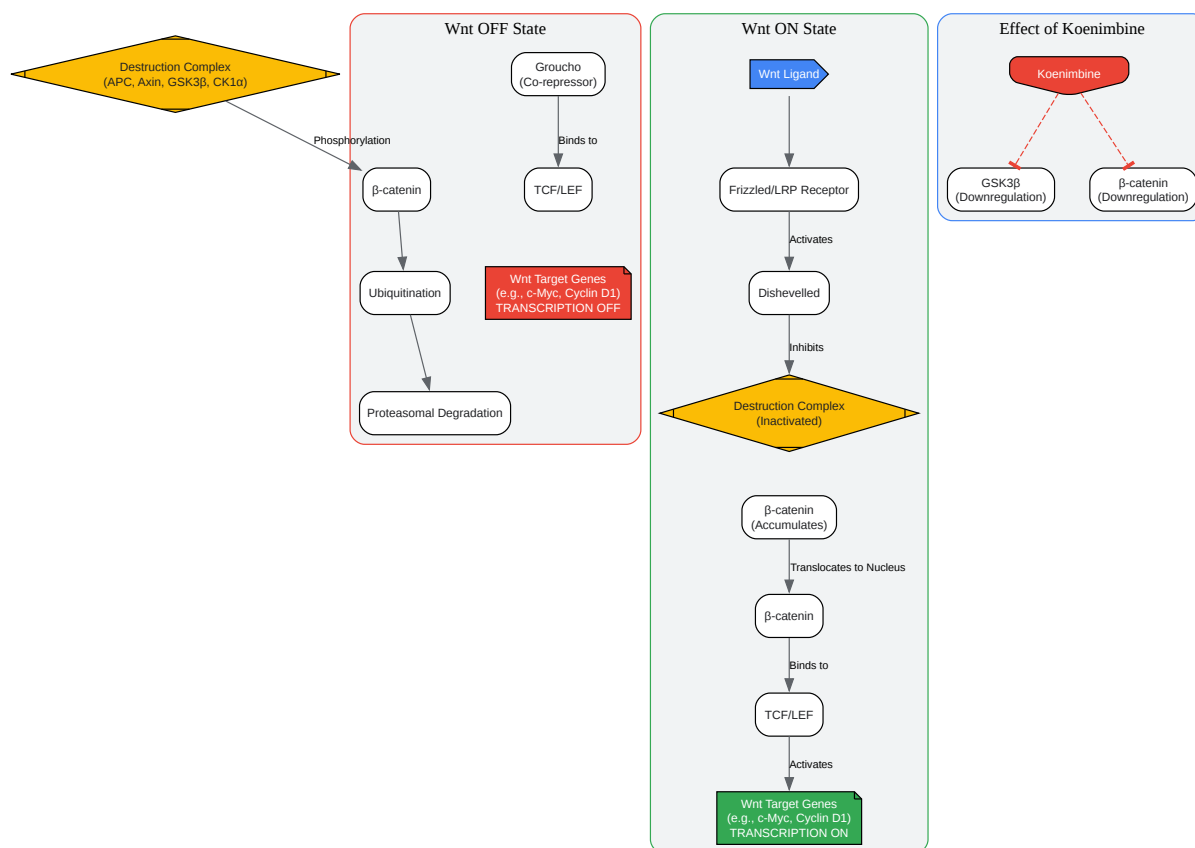 Destruction Complex
(APC, Axin, GSK3β, CK1α)
Wnt OFF State
Groucho
(Co-repressor)
Phosphorylation
Binds to
β-catenin
TCF/LEF
Ubiquitination
Wnt Target Genes
(e.g., c-Myc, Cyclin D1)
TRANSCRIPTION OFF
Proteasomal Degradation
Wnt ON State
Wnt Ligand
Frizzled/LRP Receptor
Activates
Dishevelled
Inhibits
Destruction Complex
(Inactivated)
β-catenin
(Accumulates)
Translocates to Nucleus
β-catenin
Binds to
TCF/LEF
Activates
Wnt Target Genes
(e.g., c-Myc, Cyclin D1)
TRANSCRIPTION ON
Effect of Koenimbine
Koenimbine
GSK3β
(Downregulation)
β-catenin
(Downregulation)